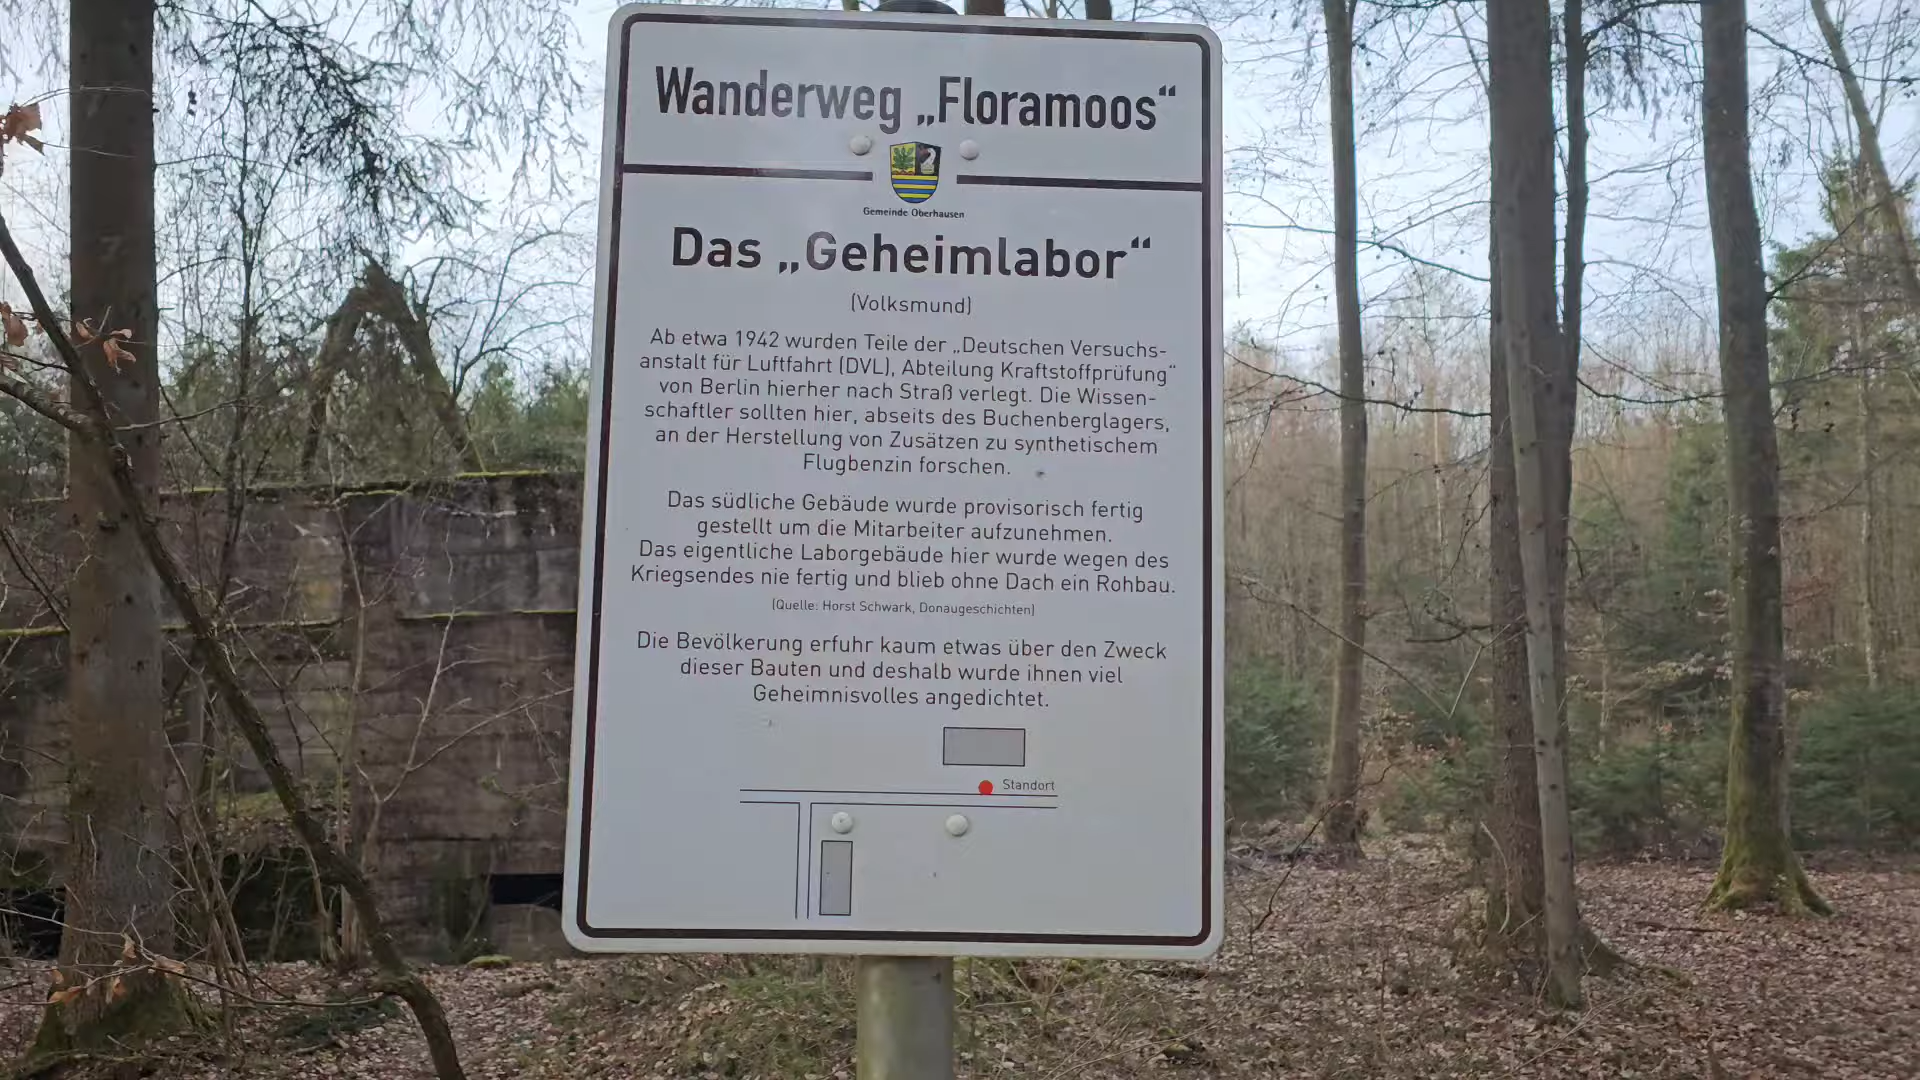 Wanderweg „Floramoos“
Gemeinde Oberhausen
Das „Geheimlabor“
(Volksmund)
Ab etwa 1942 wurden Teile der „Deutschen Versuchs-
anstalt für Luftfahrt (DVL), Abteilung Kraftstoffprüfung“
von Berlin hierher nach Straß verlegt. Die Wissen-
schaftler sollten hier, abseits des Buchenberglagers,
an der Herstellung von Zusätzen zu synthetischem
Flugbenzin forschen.
Das südliche Gebäude wurde provisorisch fertig
gestellt um die Mitarbeiter aufzunehmen.
Das eigentliche Laborgebäude hier wurde wegen des
Kriegsendes nie fertig und blieb ohne Dach ein Rohbau.
(Quelle: Horst Schwark, Donaugeschichten)
Die Bevölkerung erfuhr kaum etwas über den Zweck
dieser Bauten und deshalb wurde ihnen viel
Geheimnisvolles angedichtet.
Standort